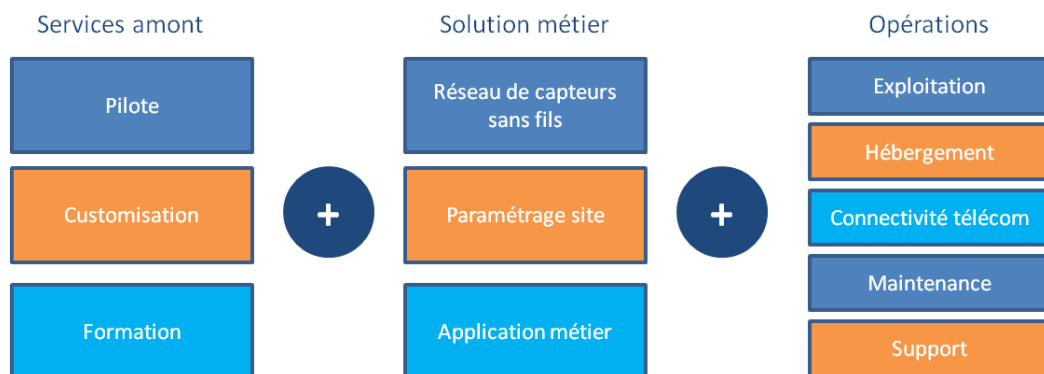 Services amont
Pilote
Customisation
Formation
+
Solution métier
Réseau de capteurs
sans fils
Paramétrage site
Application métier
+
Opérations
Exploitation
Hébergement
Connectivité télécom
Maintenance
Support